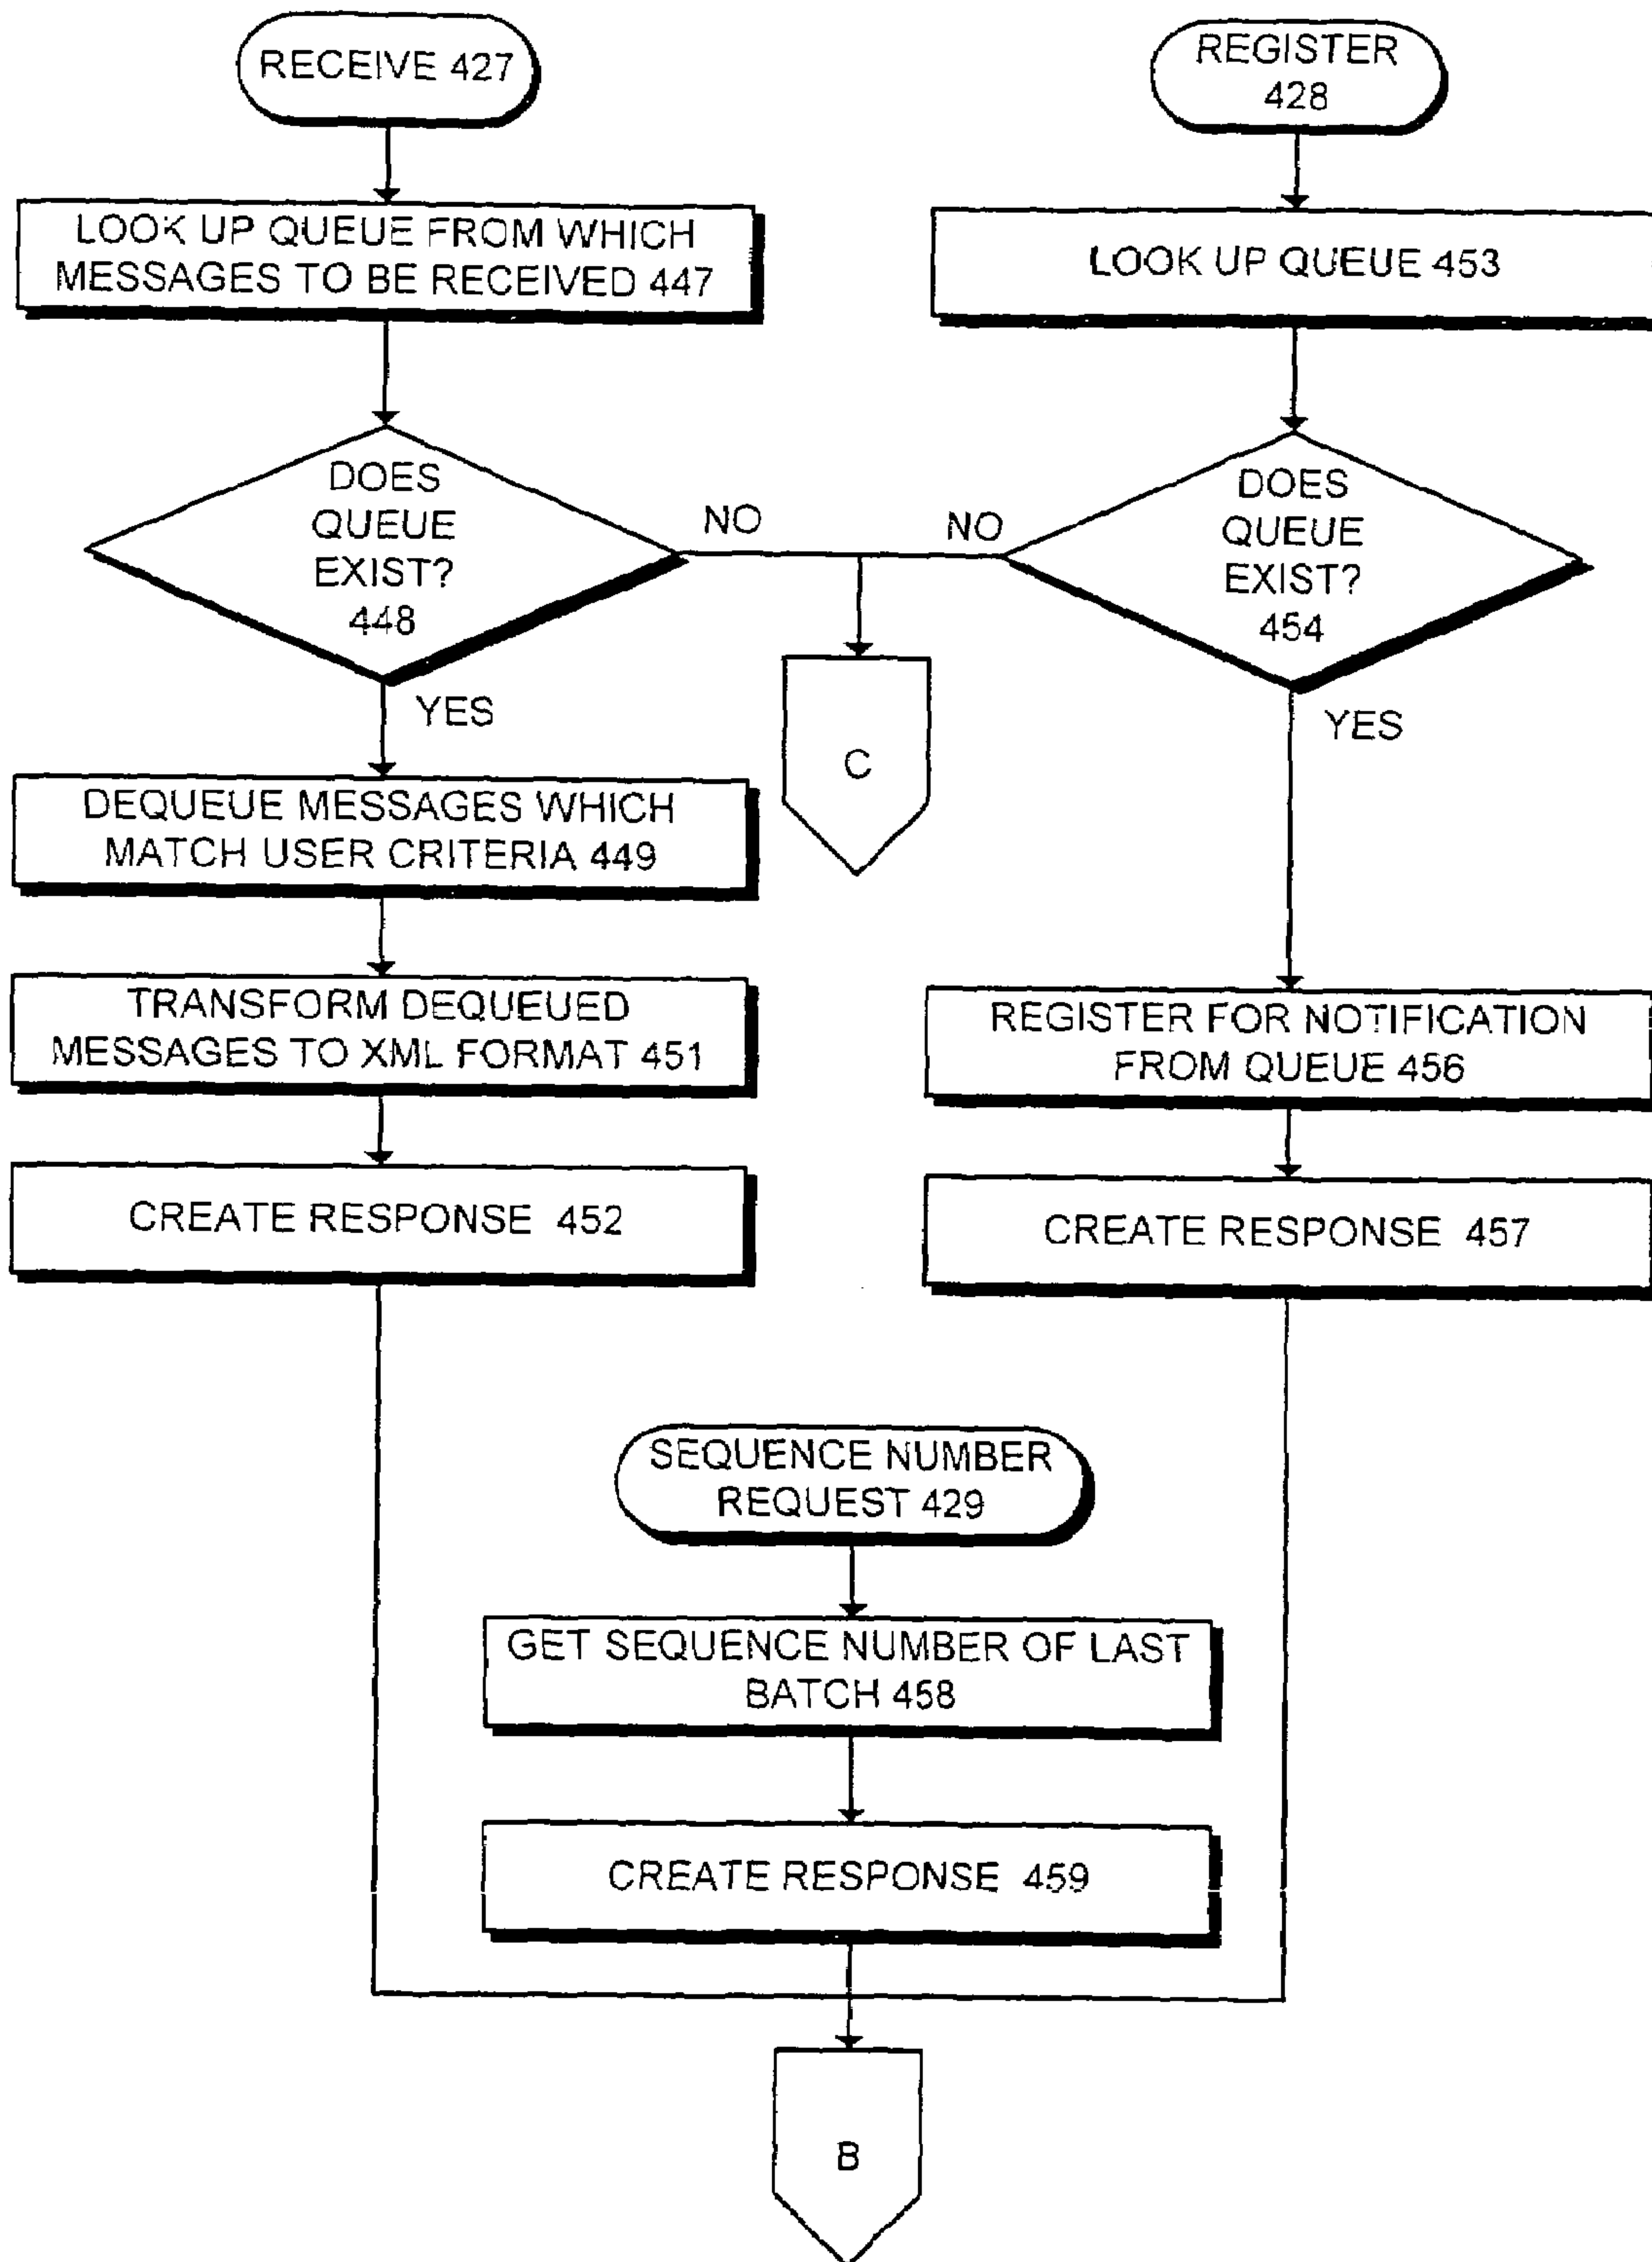 RECEIVE 427
LOOK UP QUEUE FROM WHICH
MESSAGES TO BE RECEIVED 447
DOES
QUEUE
EXIST?
448
NO
YES
DEQUEUE MESSAGES WHICH
MATCH USER CRITERIA 449
TRANSFORM DEQUEUED
MESSAGES TO XML FORMAT 451
CREATE RESPONSE 452
REGISTER
428
LOOK UP QUEUE 453
DOES
QUEUE
EXIST?
454
NO
YES
C
REGISTER FOR NOTIFICATION
FROM QUEUE 456
CREATE RESPONSE 457
SEQUENCE NUMBER
REQUEST 429
GET SEQUENCE NUMBER OF LAST
BATCH 458
CREATE RESPONSE 459
B